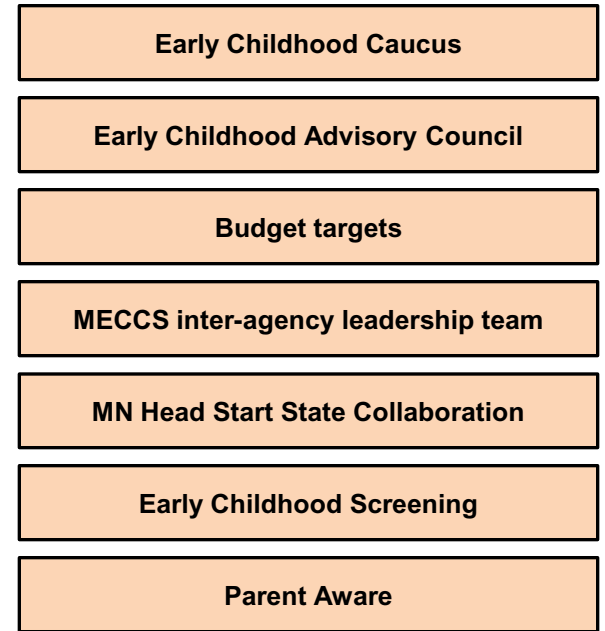 Early Childhood Caucus
Early Childhood Advisory Council
Budget targets
MECCS inter-agency leadership team
MN Head Start State Collaboration
Early Childhood Screening
Parent Aware